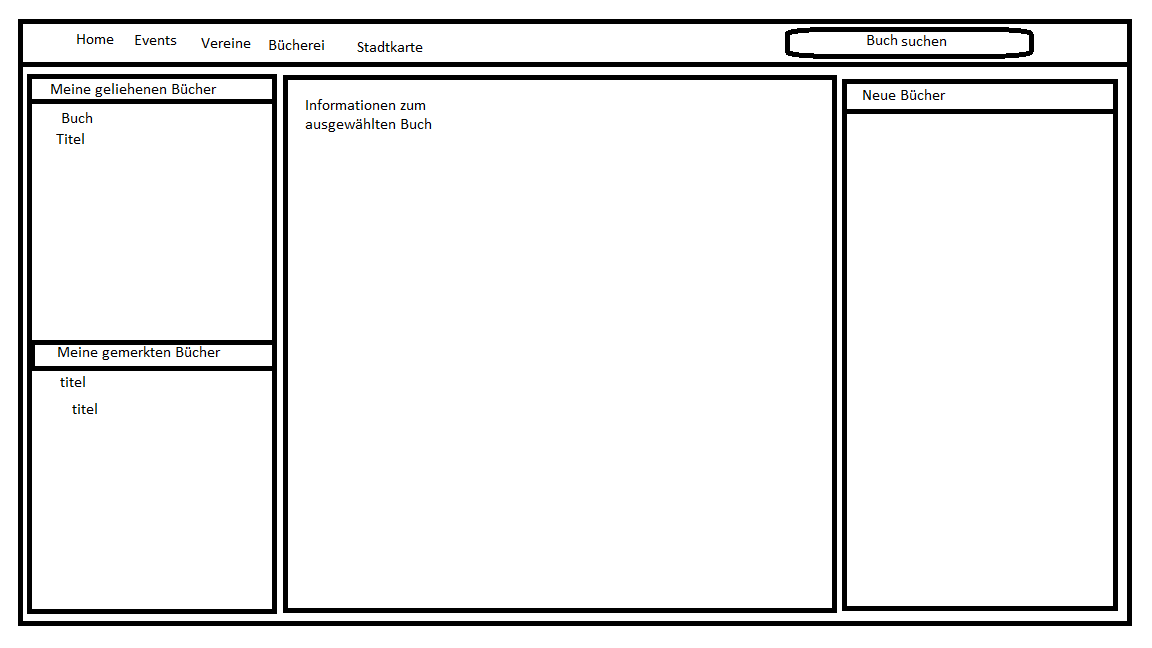 Home Events Vereine Bücherei Stadtkarte Buch suchen
Meine geliehenen Bücher
Buch
Titel
Meine gemerkten Bücher
titel
titel
Informationen zum
ausgewählten Buch
Neue Bücher